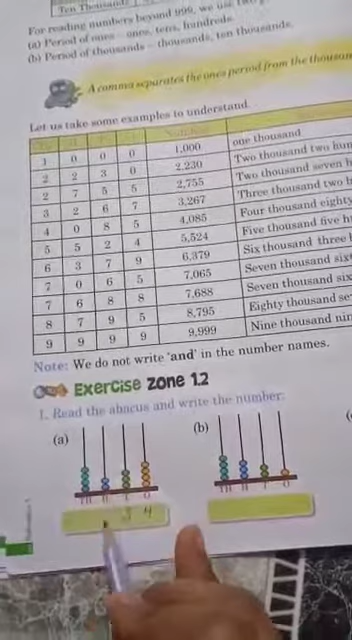 Ten Thousands
For reading numbers beyond 999, we use
(a) Period of ones – ones, tens, hundreds.
(b) Period of thousands – thousands, ten thousands.
A comma separates the ones period from the thousan
Let us take some examples to understand.
Th H T O Number
1 0 0 0 1,000 one thousand
2 2 3 0 2,230 Two thousand two hun
2 7 5 5 2,755 Two thousand seven h
3 2 6 7 3,267 Three thousand two h
4 0 8 5 4,085 Four thousand eighty
5 5 2 4 5,524 Five thousand five h
6 3 7 9 6,379 Six thousand three
7 0 6 5 7,065 Seven thousand sixt
7 6 8 8 7,688 Seven thousand six
8 7 9 5 8,795 Eighty thousand se
9 9 9 9 9,999 Nine thousand nin
Note: We do not write 'and' in the number names.
Exercise Zone 1.2
1. Read the abacus and write the number:
(a) (b)
TH H T O TH H T O
3 4